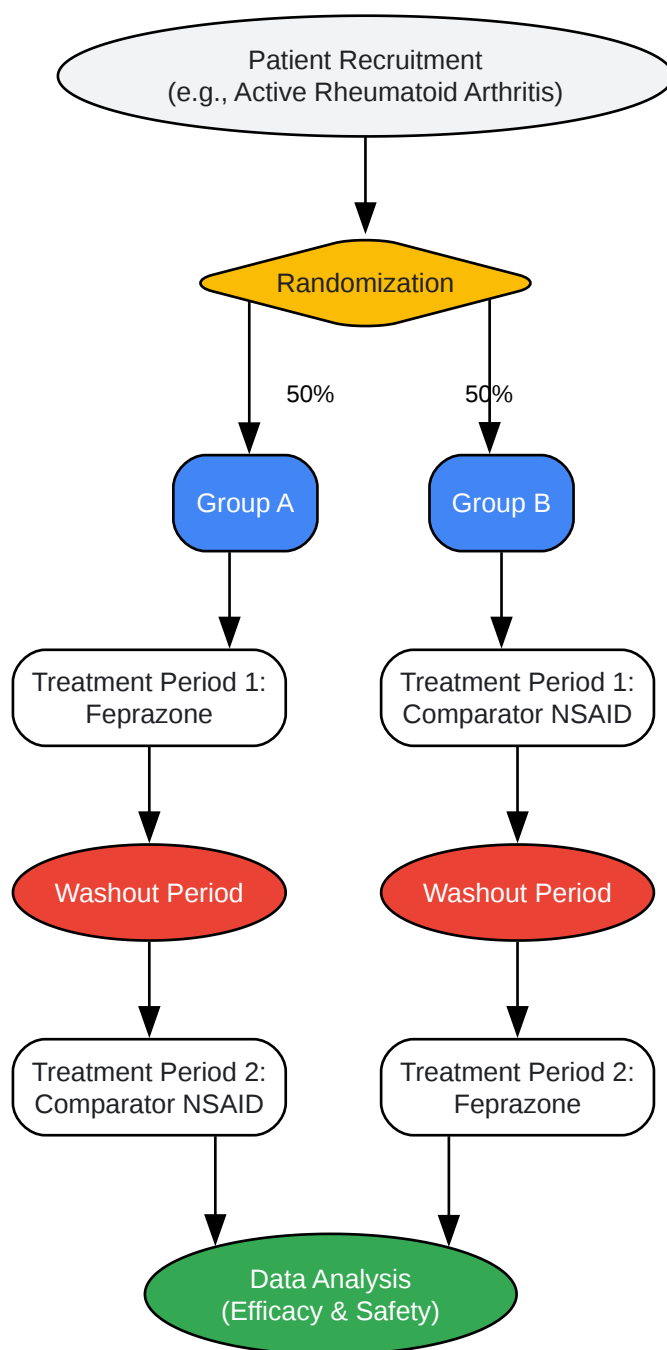 Patient Recruitment
(e.g., Active Rheumatoid Arthritis)
Randomization
50%
50%
Group A
Group B
Treatment Period 1:
Feprazone
Treatment Period 1:
Comparator NSAID
Washout Period
Washout Period
Treatment Period 2:
Comparator NSAID
Treatment Period 2:
Feprazone
Data Analysis
(Efficacy & Safety)